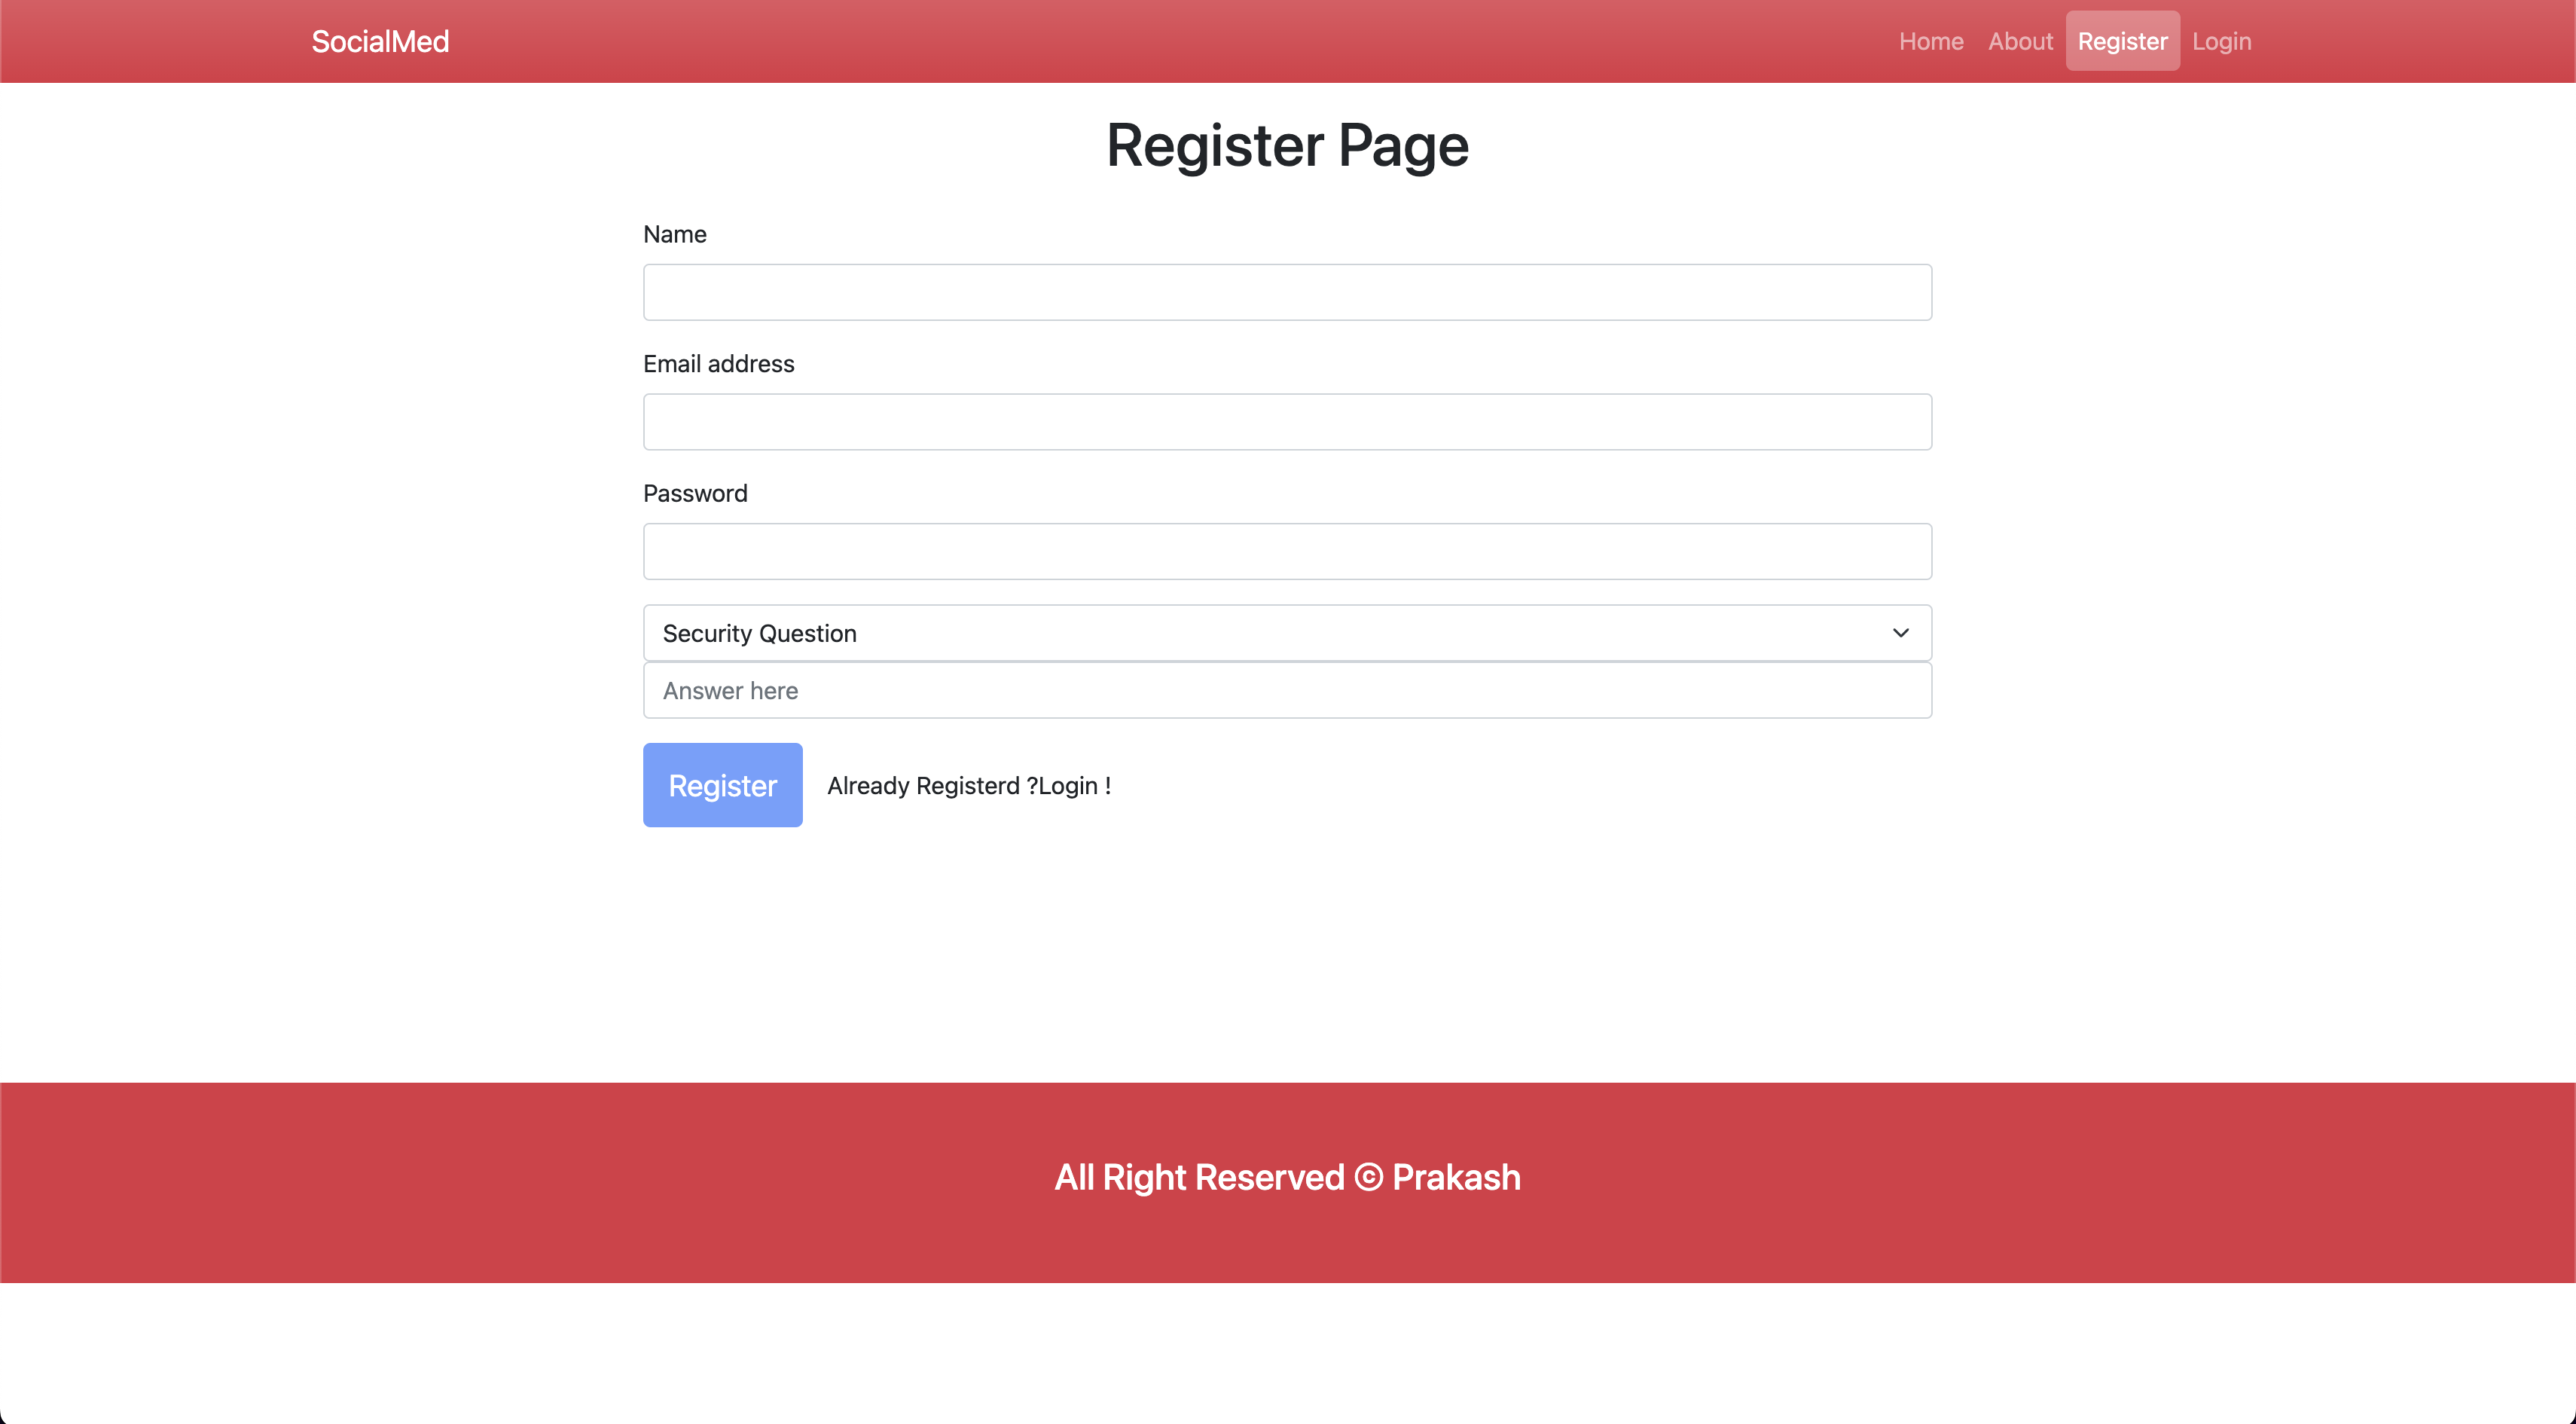 SocialMed
Home About Register Login
Register Page
Name
Email address
Password
Security Question
Answer here
Register Already Registerd ?Login !
All Right Reserved © Prakash